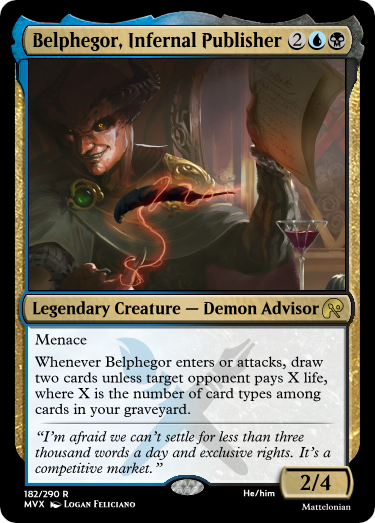 Belphegor, Infernal Publisher 2
Legendary Creature — Demon Advisor
Menace
Whenever Belphegor enters or attacks, draw
two cards unless target opponent pays X life,
where X is the number of card types among
cards in your graveyard.
“I’m afraid we can’t settle for less than three
thousand words a day and exclusive rights. It’s a
competitive market.”
2/4
182/290 R
He/him
MVX Logan Feliciano
Mattelonian